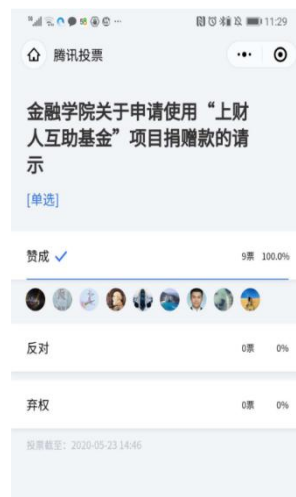 11:29
腾讯投票
金融学院关于申请使用“上财
人互助基金”项目捐赠款的请
示
[单选]
赞成 9票 100.0%
反对 0票 0%
弃权 0票 0%
投票截至：2020-05-23 14:46